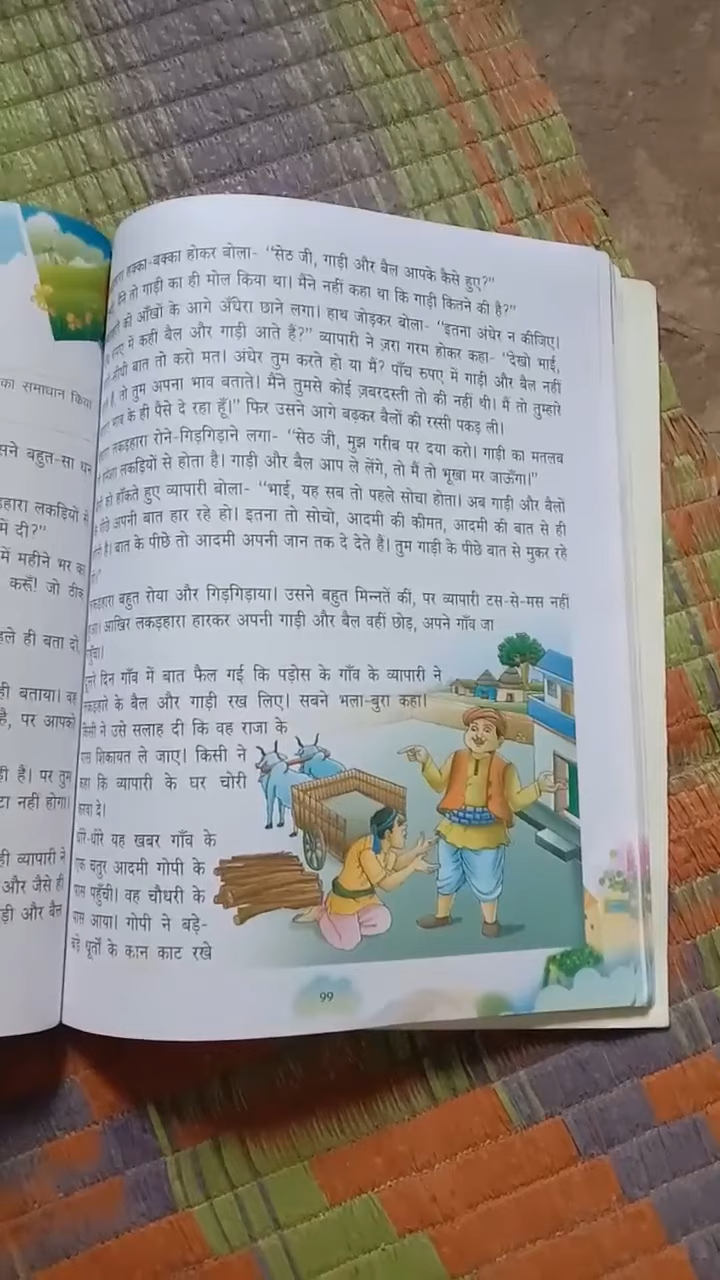 का समाधान किया
सने बहुत-सा धन
में दी?"
में महीने भर का
करूँ! जो ठीक
ही बताया। वह
है, पर आपको
टा नहीं होगा।
ही व्यापारी ने
और जैसे ही
ड़ी और बैल
हक्का-बक्का होकर बोला- "सेठ जी, गाड़ी और बैल आपके कैसे हुए?"
तो गाड़ी का ही मोल किया था। मैंने नहीं कहा था कि गाड़ी कितने की है?"
की आँखों के आगे अँधेरा छाने लगा। हाथ जोड़कर बोला- "इतना अंधेर न कीजिए।
में कही बैल और गाड़ी आते है?" व्यापारी ने ज़रा गरम होकर कहा- "देखो भाई,
बात तो करो मत। अंधेर तुम करते हो या मैं? पाँच रुपए में गाड़ी और बैल नहीं
तो तुम अपना भाव बताते। मैंने तुमसे कोई ज़बरदस्ती तो की नहीं थी। मैं तो तुम्हारे
भाव के ही पैसे दे रहा हूँ।" फिर उसने आगे बढ़कर बैलों की रस्सी पकड़ ली।
लकड़हारा रोने-गिड़गिड़ाने लगा- "सेठ जी, मुझ गरीब पर दया करो। गाड़ी का मतलब
लकड़ियों से होता है। गाड़ी और बैल आप ले लेंगे, तो मैं तो भूखा मर जाऊँगा।"
को हाँकते हुए व्यापारी बोला- "भाई, यह सब तो पहले सोचा होता। अब गाड़ी और बैलों
अपनी बात हार रहे हो। इतना तो सोचो, आदमी की कीमत, आदमी की बात से ही
है। बात के पीछे तो आदमी अपनी जान तक दे देते हैं। तुम गाड़ी के पीछे बात से मुकर रहे
बहुत रोया और गिड़गिड़ाया। उसने बहुत मिन्नतें कीं, पर व्यापारी टस-से-मस नहीं
आखिर लकड़हारा हारकर अपनी गाड़ी और बैल वहीं छोड़, अपने गाँव जा
दिन गाँव में बात फैल गई कि पड़ोस के गाँव के व्यापारी ने
के बैल और गाड़ी रख लिए। सबने भला-बुरा कहा।
ने उसे सलाह दी कि वह राजा के
शिकायत ले जाए। किसी ने
कि व्यापारी के घर चोरी
दे।
यह खबर गाँव के
चतुर आदमी गोपी के
पहुँची। वह चौधरी के
आया। गोपी ने बड़े-
बड़े धूर्तों के कान काट रखे
99